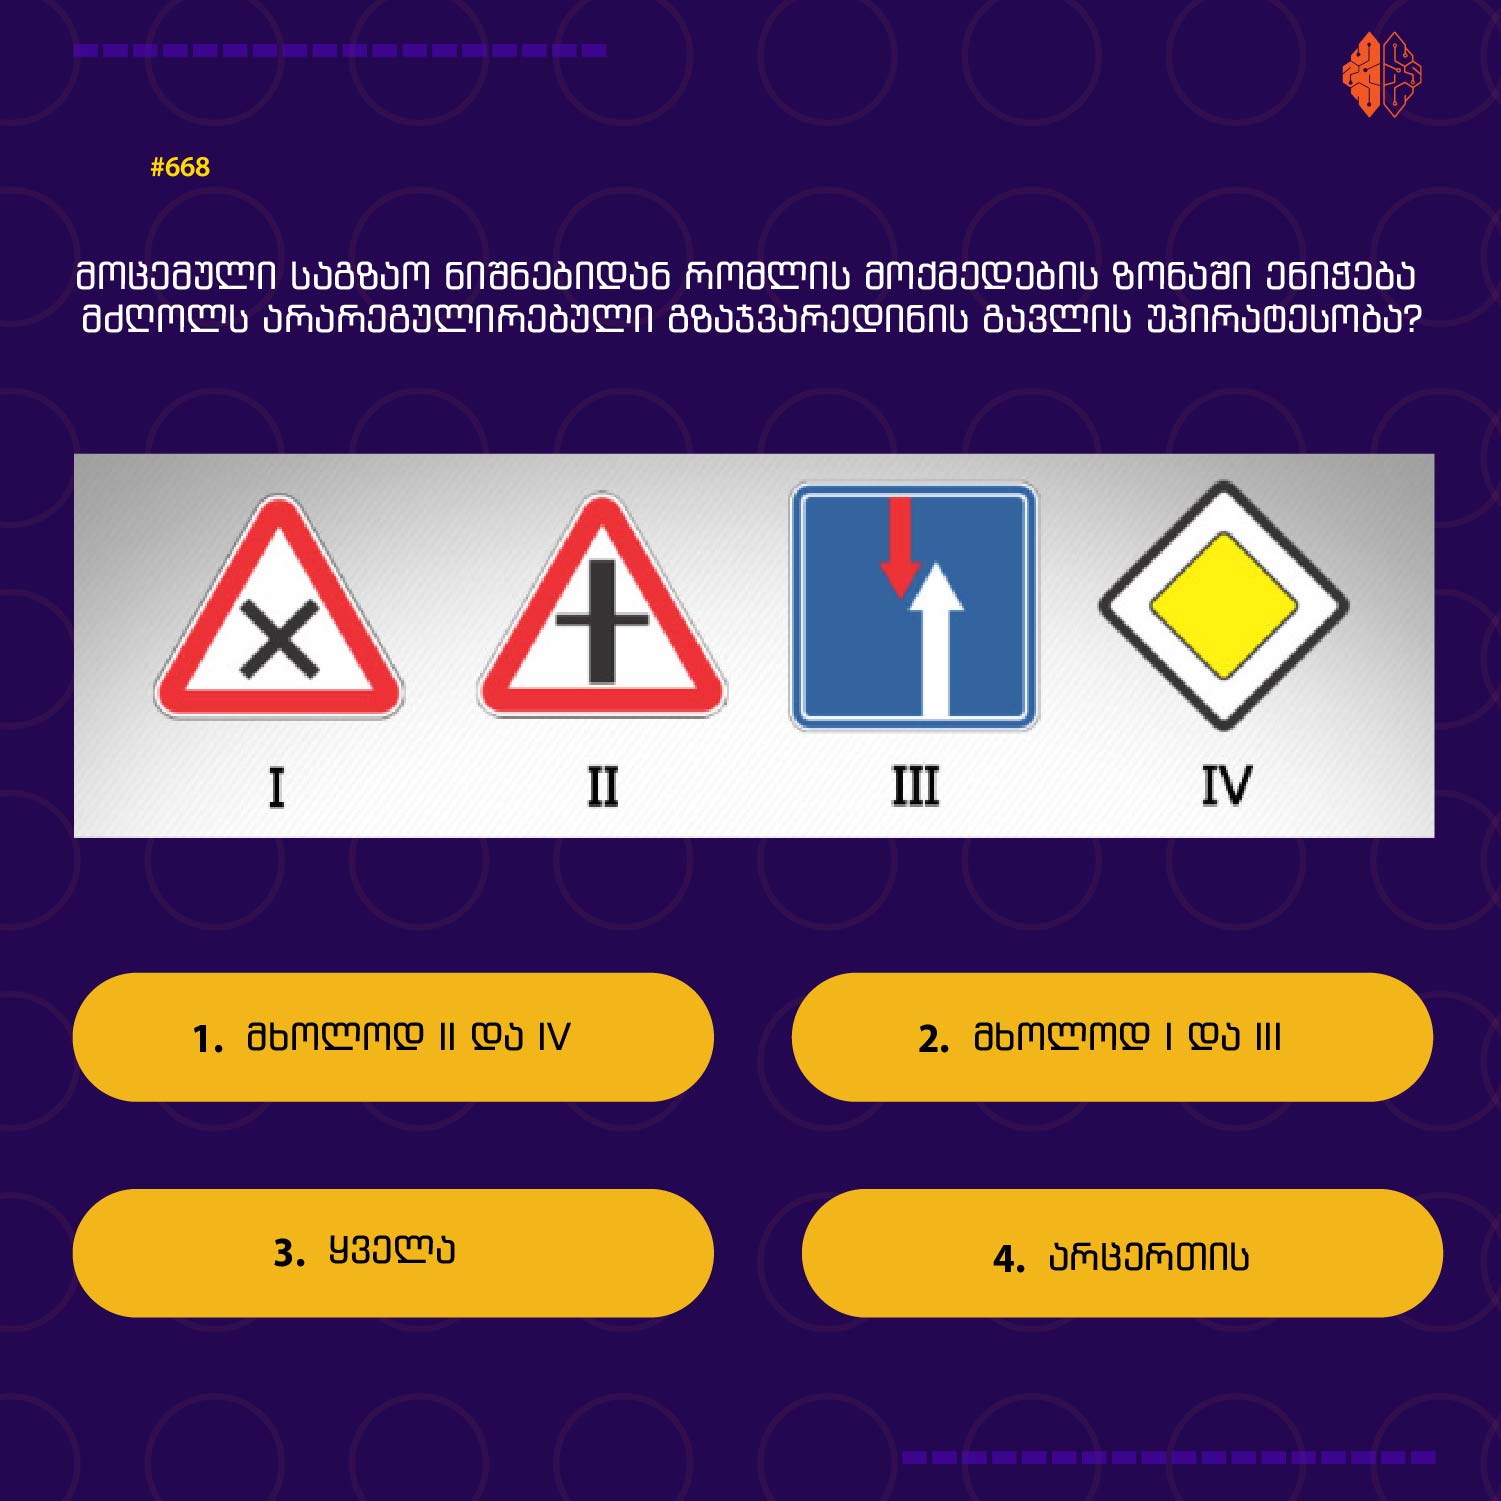 #668
მოცემული საგზაო ნიშნებიდან რომლის მოქმედების ზონაში ენიჭება
მძღოლს არარეგულირებული გზაჯვარედინის გავლის უპირატესობა?
I II III IV
1. მხოლოდ II და IV
2. მხოლოდ I და III
3. ყველა
4. არცერთის